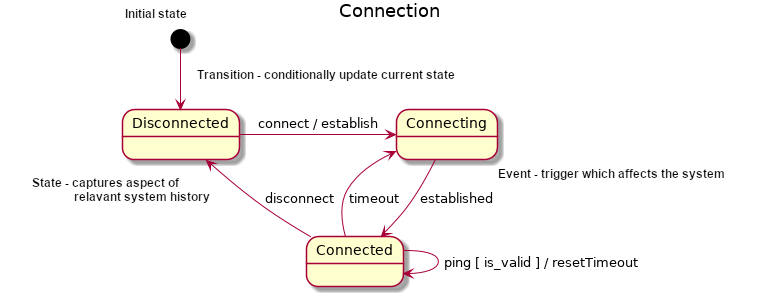 Initial state
Connection
Transition - conditionally update current state
Disconnected
connect / establish
Connecting
Event - trigger which affects the system
State - captures aspect of
relavant system history
disconnect
timeout
established
Connected
ping [ is_valid ] / resetTimeout